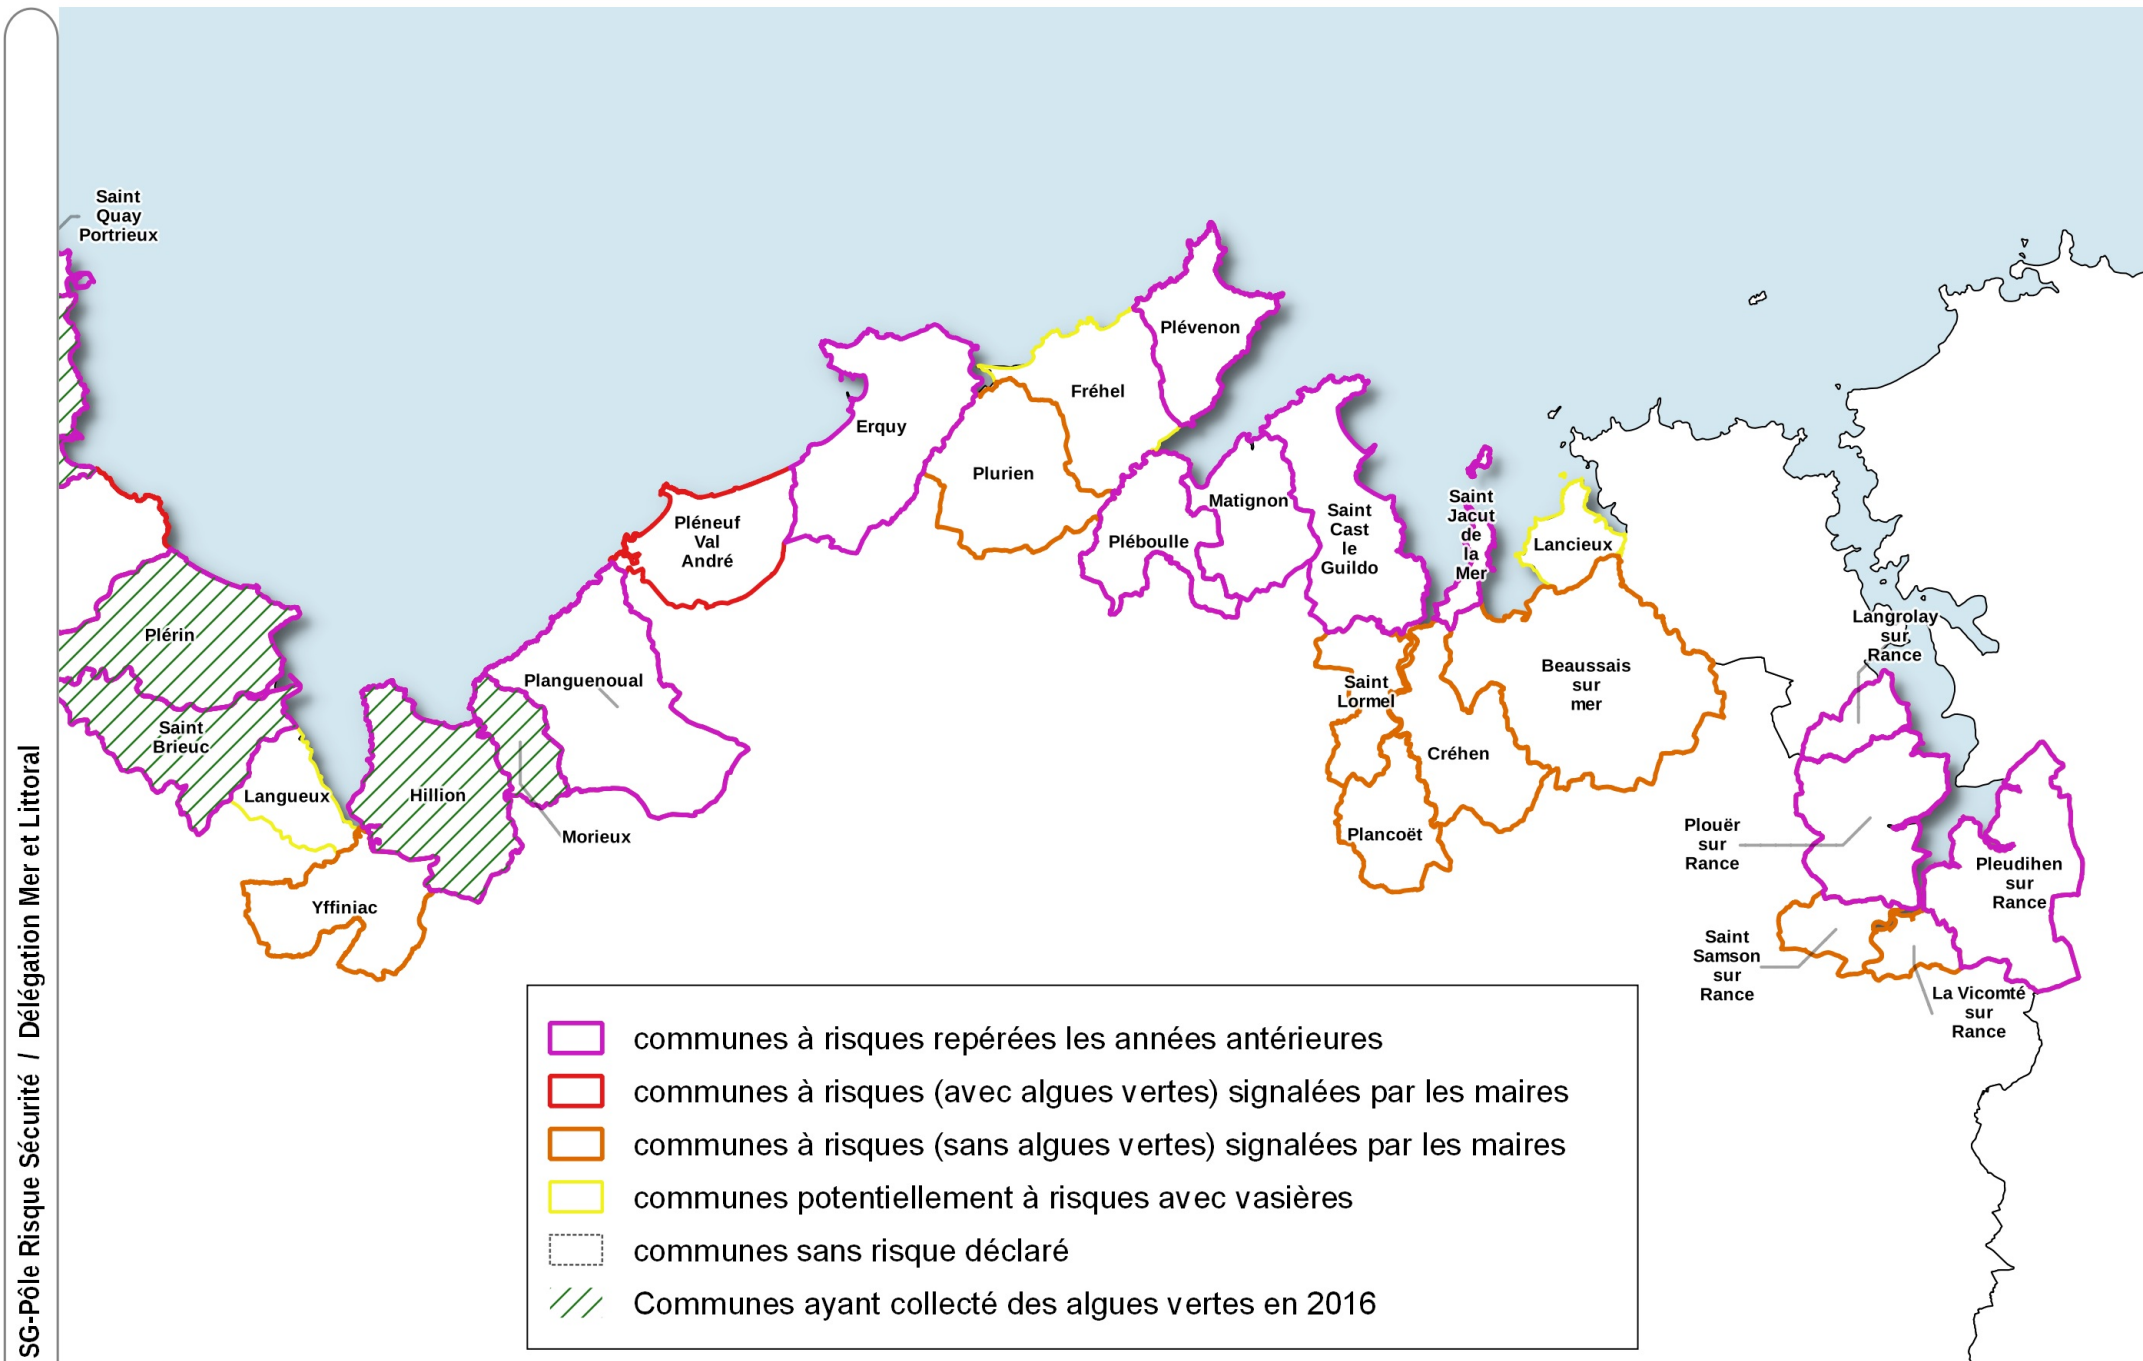 SG-Pôle Risque Sécurité / Délégation Mer et Littoral
Saint
Quay
Portrieux
Plévenon
Fréhel
Erquy
Plurien
Matignon
Saint
Cast
le
Guildo
Saint
Jacut
de
la
Mer
Lancieux
Pléneuf
Val
André
Pléboulle
Plérin
Langrolay
sur
Rance
Planguenoual
Saint
Lormel
Beaussais
sur
mer
Saint
Brieuc
Créhen
Langueux
Hillion
Morieux
Plancoët
Plouër
sur
Rance
Pleudihen
sur
Rance
Yffiniac
Saint
Samson
sur
Rance
La Vicomté
sur
Rance
communes à risques repérées les années antérieures
communes à risques (avec algues vertes) signalées par les maires
communes à risques (sans algues vertes) signalées par les maires
communes potentiellement à risques avec vasières
communes sans risque déclaré
Communes ayant collecté des algues vertes en 2016